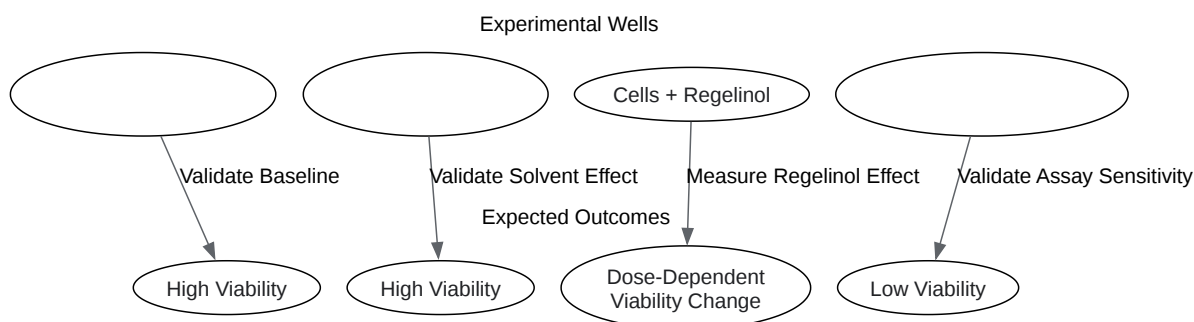 Experimental Wells
Cells + Regelinol
Validate Baseline
Validate Solvent Effect
Measure Regelinol Effect
Validate Assay Sensitivity
Expected Outcomes
High Viability
High Viability
Dose-Dependent
Viability Change
Low Viability